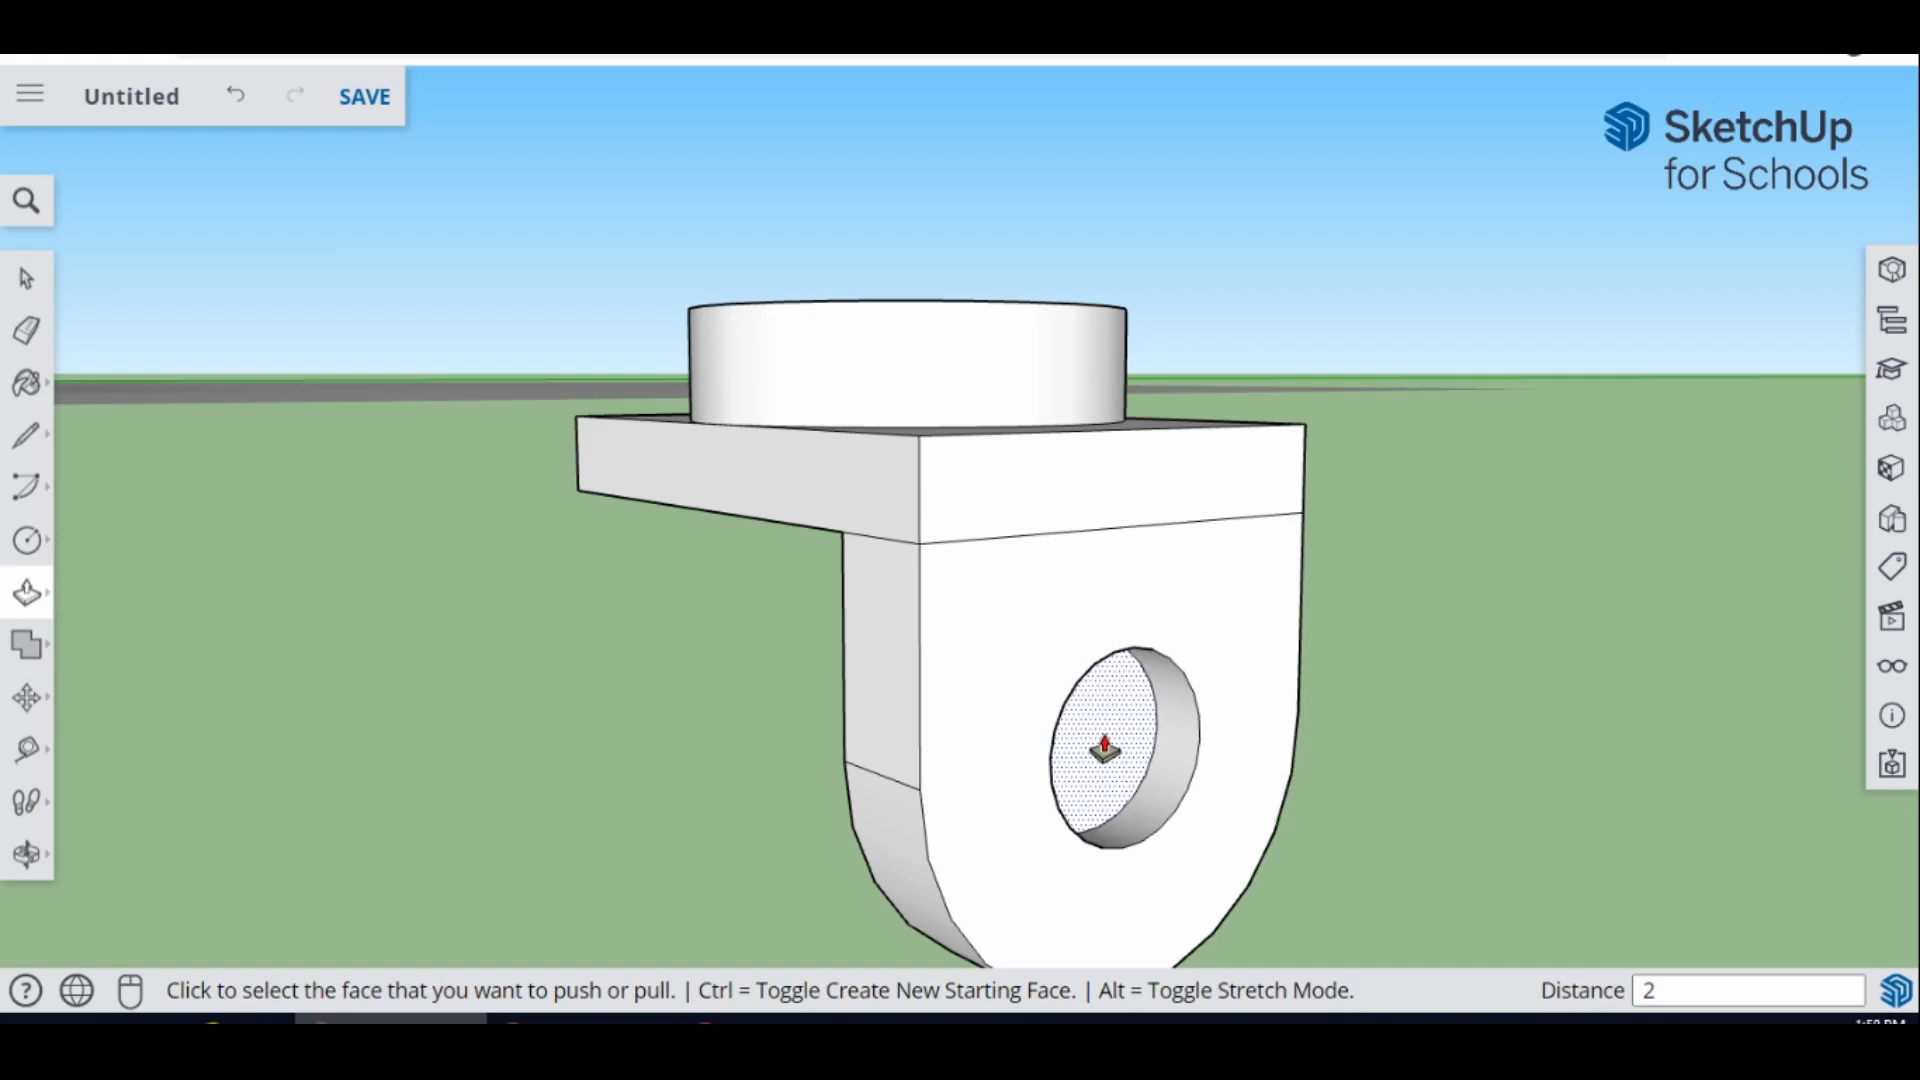 Untitled
SAVE
SketchUp
for Schools
Click to select the face that you want to push or pull. | Ctrl = Toggle Create New Starting Face. | Alt = Toggle Stretch Mode.
Distance 2